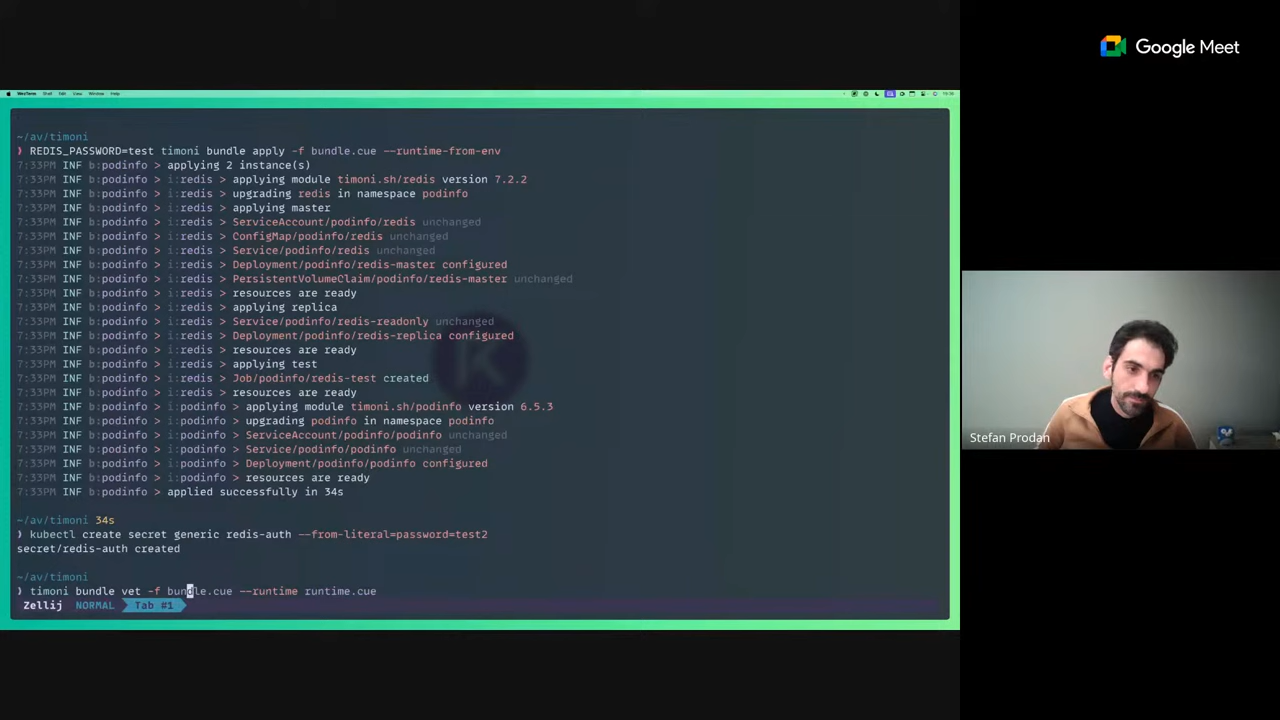 Google Meet
WezTerm Shell Edit View Window Help
~/av/timoni
❯ REDIS_PASSWORD=test timoni bundle apply -f bundle.cue --runtime-from-env
7:33PM INF b:podinfo > applying 2 instance(s)
7:33PM INF b:podinfo > i:redis > applying module timoni.sh/redis version 7.2.2
7:33PM INF b:podinfo > i:redis > upgrading redis in namespace podinfo
7:33PM INF b:podinfo > i:redis > applying master
7:33PM INF b:podinfo > i:redis > ServiceAccount/podinfo/redis unchanged
7:33PM INF b:podinfo > i:redis > ConfigMap/podinfo/redis unchanged
7:33PM INF b:podinfo > i:redis > Service/podinfo/redis unchanged
7:33PM INF b:podinfo > i:redis > Deployment/podinfo/redis-master configured
7:33PM INF b:podinfo > i:redis > PersistentVolumeClaim/podinfo/redis-master unchanged
7:33PM INF b:podinfo > i:redis > resources are ready
7:33PM INF b:podinfo > i:redis > applying replica
7:33PM INF b:podinfo > i:redis > Service/podinfo/redis-readonly unchanged
7:33PM INF b:podinfo > i:redis > Deployment/podinfo/redis-replica configured
7:33PM INF b:podinfo > i:redis > resources are ready
7:33PM INF b:podinfo > i:redis > applying test
7:33PM INF b:podinfo > i:redis > Job/podinfo/redis-test created
7:33PM INF b:podinfo > i:redis > resources are ready
7:33PM INF b:podinfo > i:podinfo > applying module timoni.sh/podinfo version 6.5.3
7:33PM INF b:podinfo > i:podinfo > upgrading podinfo in namespace podinfo
7:33PM INF b:podinfo > i:podinfo > ServiceAccount/podinfo/podinfo unchanged
7:33PM INF b:podinfo > i:podinfo > Service/podinfo/podinfo unchanged
7:33PM INF b:podinfo > i:podinfo > Deployment/podinfo/podinfo configured
7:33PM INF b:podinfo > i:podinfo > resources are ready
7:33PM INF b:podinfo > applied successfully in 34s
~/av/timoni 34s
❯ kubectl create secret generic redis-auth --from-literal=password=test2
secret/redis-auth created
~/av/timoni
❯ timoni bundle vet -f bundle.cue --runtime runtime.cue
Zellij NORMAL Tab #1
Stefan Prodan